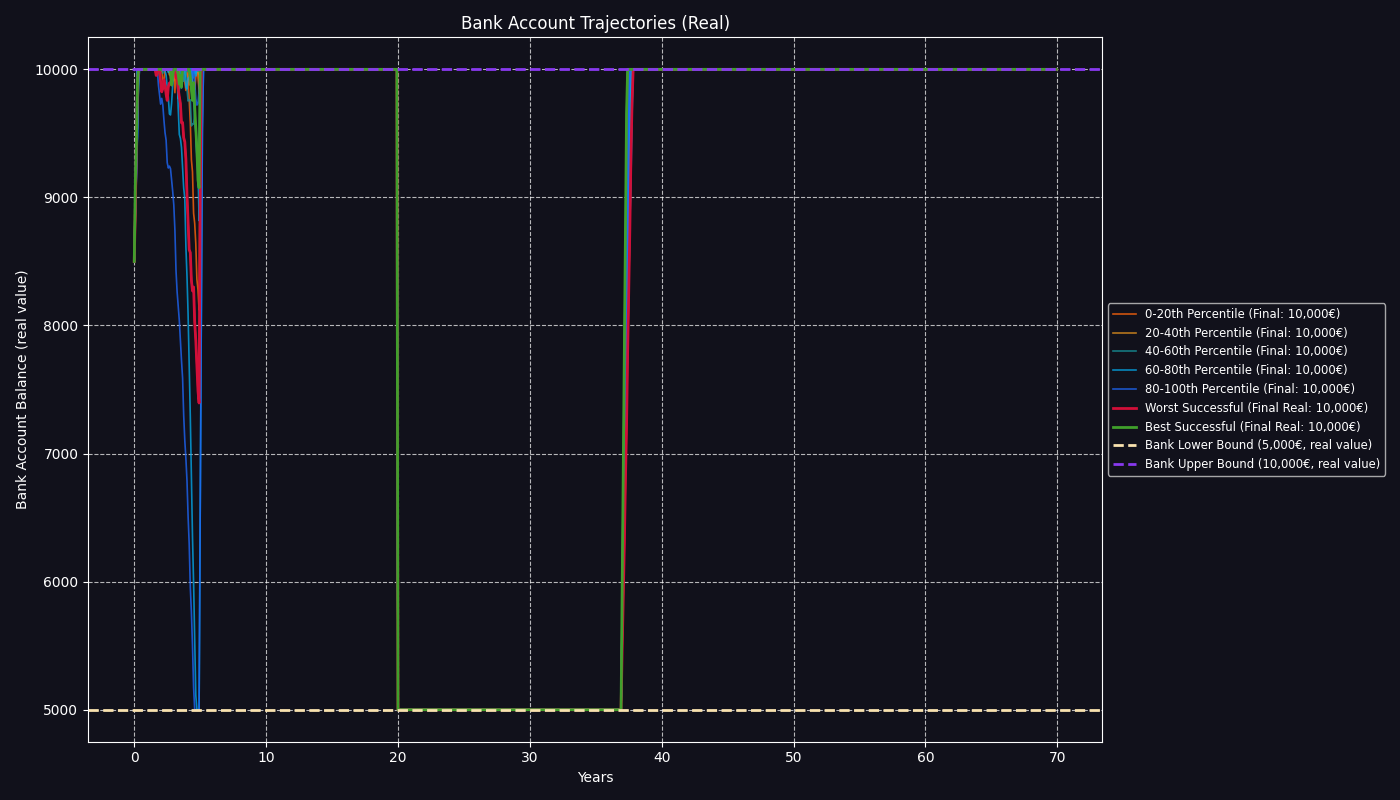 Bank Account Trajectories (Real)
Bank Account Balance (real value)
10000
9000
8000
7000
6000
5000
0
10
20
30
40
50
60
70
Years
0-20th Percentile (Final: 10,000€)
20-40th Percentile (Final: 10,000€)
40-60th Percentile (Final: 10,000€)
60-80th Percentile (Final: 10,000€)
80-100th Percentile (Final: 10,000€)
Worst Successful (Final Real: 10,000€)
Best Successful (Final Real: 10,000€)
Bank Lower Bound (5,000€, real value)
Bank Upper Bound (10,000€, real value)